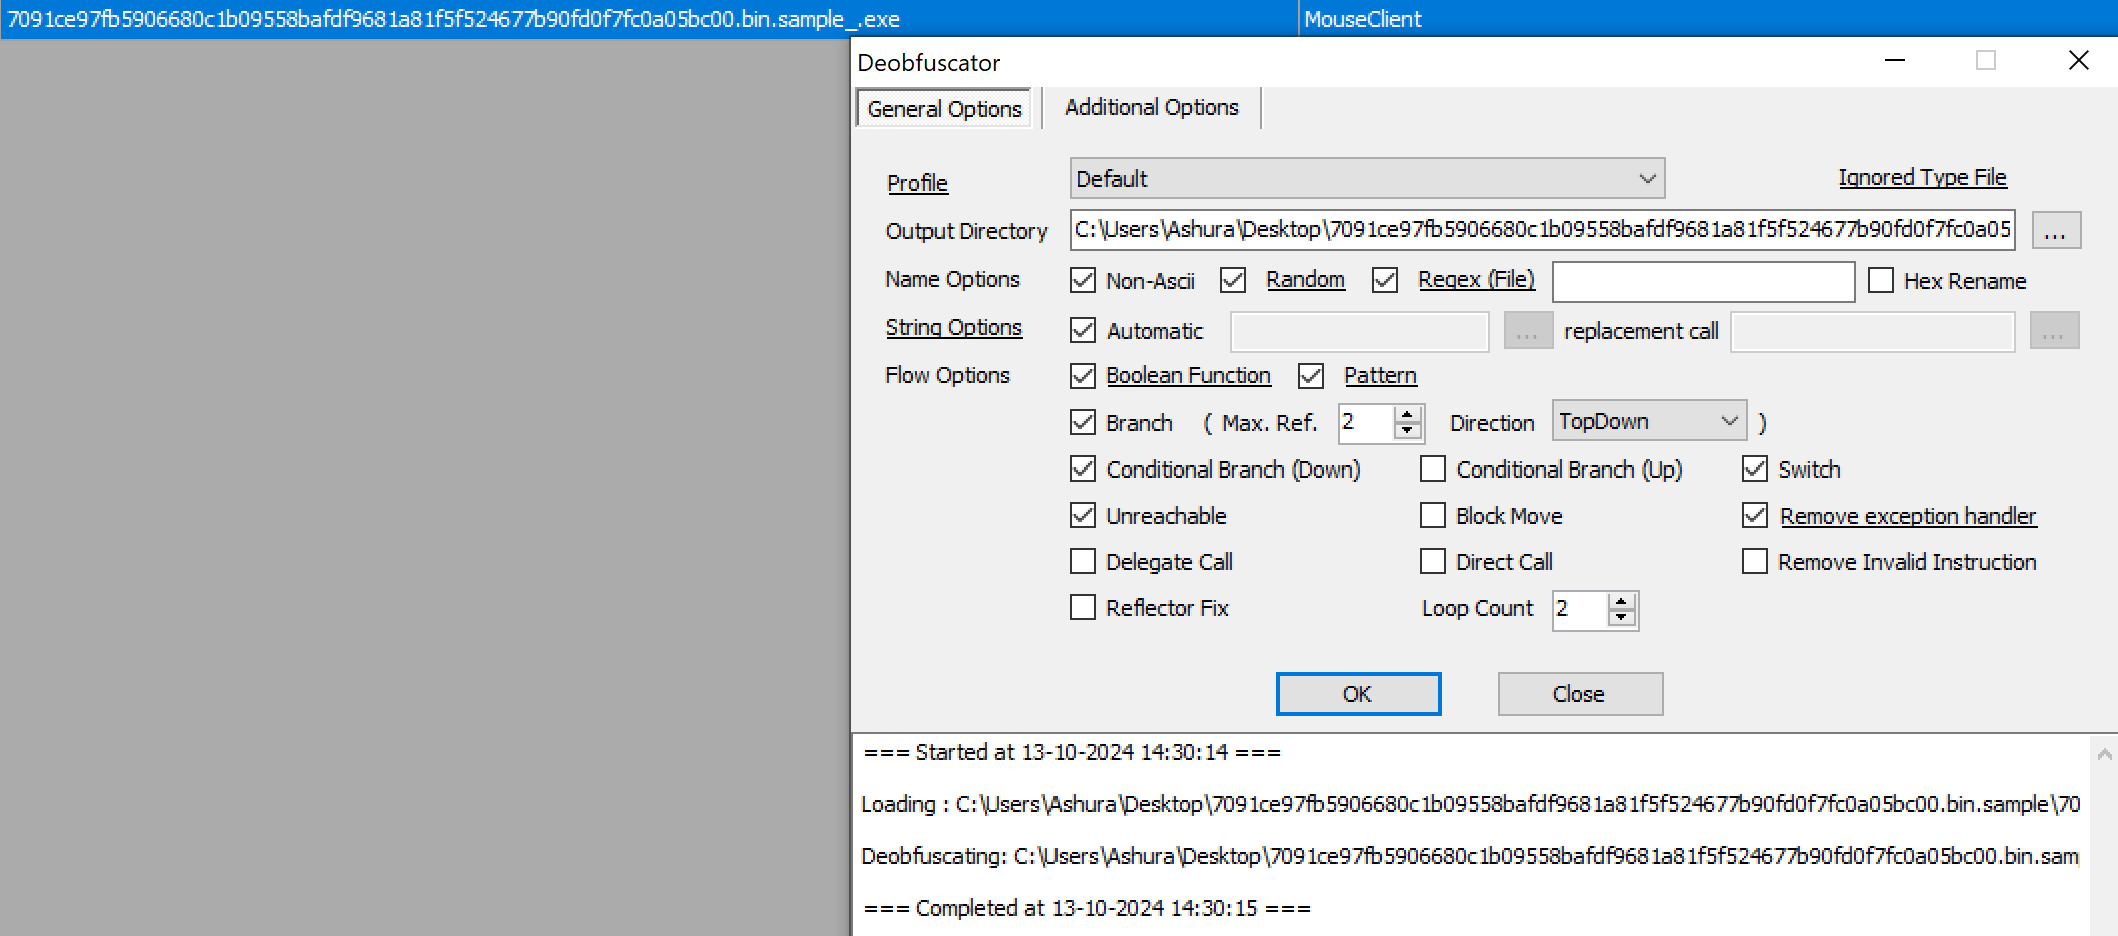 7091ce97fb5906680c1b09558bafdf9681a81f5f524677b90fd0f7fc0a05bc00.bin.sample_.exe MouseClient
Deobfuscator
General Options Additional Options
Profile Default Ignored Type File
Output Directory C:\Users\Ashura\Desktop\7091ce97fb5906680c1b09558bafdf9681a81f5f524677b90fd0f7fc0a05 ...
Name Options Non-Ascii Random Regex (File) Hex Rename
String Options Automatic ... replacement call ...
Flow Options Boolean Function Pattern
Branch ( Max. Ref. 2 Direction TopDown )
Conditional Branch (Down) Conditional Branch (Up) Switch
Unreachable Block Move Remove exception handler
Delegate Call Direct Call Remove Invalid Instruction
Reflector Fix Loop Count 2
OK Close
=== Started at 13-10-2024 14:30:14 ===
Loading : C:\Users\Ashura\Desktop\7091ce97fb5906680c1b09558bafdf9681a81f5f524677b90fd0f7fc0a05bc00.bin.sample\70
Deobfuscating: C:\Users\Ashura\Desktop\7091ce97fb5906680c1b09558bafdf9681a81f5f524677b90fd0f7fc0a05bc00.bin.sam
=== Completed at 13-10-2024 14:30:15 ===